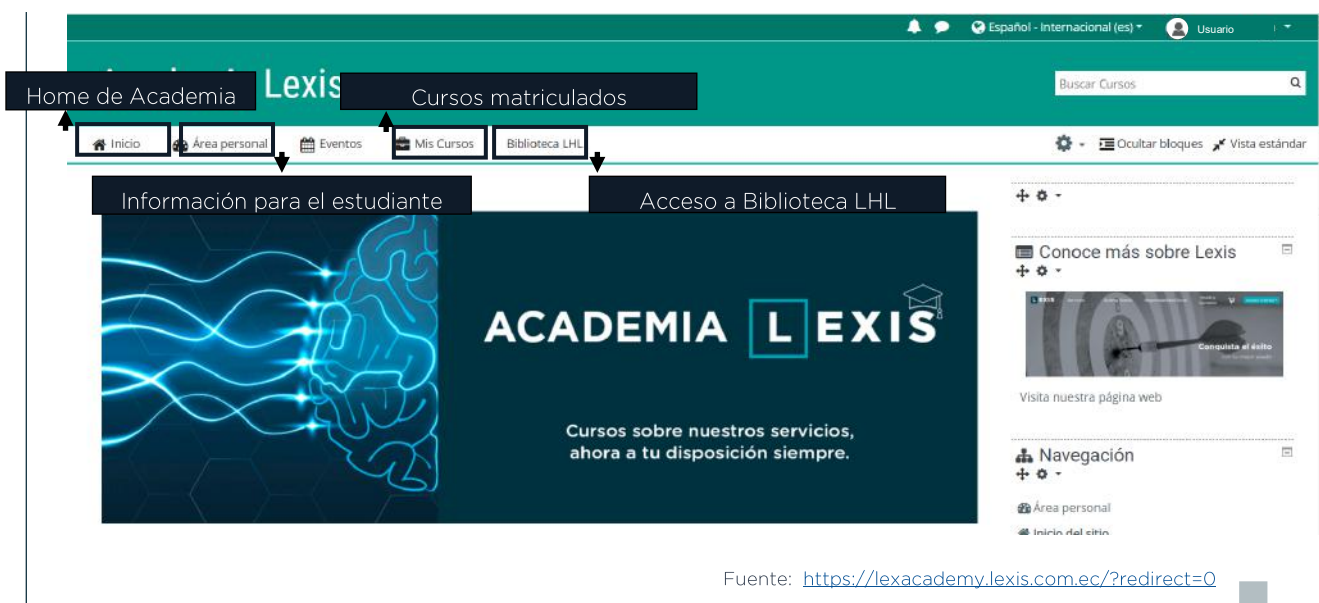 Español - Internacional (es)
Usuario
Lexis
Buscar Cursos
Home de Academia
Cursos matriculados
Inicio
Área personal
Eventos
Mis Cursos
Biblioteca LHL
Ocultar bloques
Vista estándar
Información para el estudiante
Acceso a Biblioteca LHL
ACADEMIA LEXIS
Cursos sobre nuestros servicios,
ahora a tu disposición siempre.
Conoce más sobre Lexis
LEXIS
Conquista el éxito
Visita nuestra página web
Navegación
Área personal
Inicio del sitio
Fuente: https://lexacademy.lexis.com.ec/?redirect=0